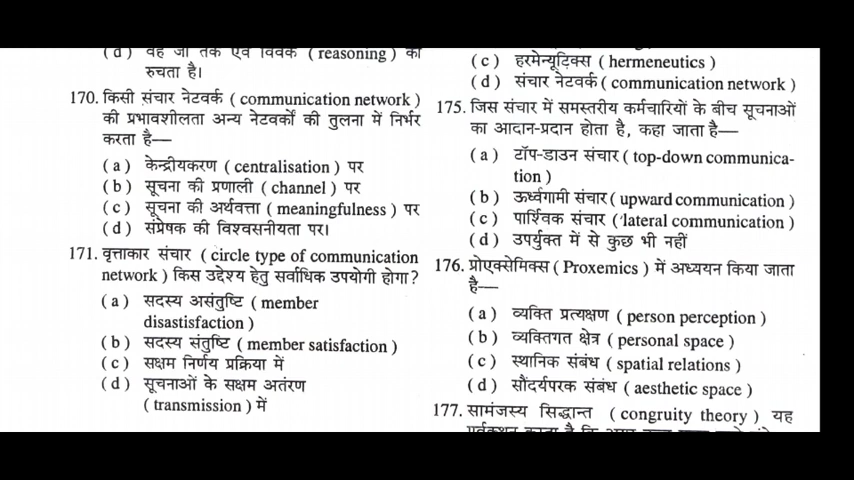 (d) वह जो तर्क एवं विवेक ( reasoning ) को
रुचता है।
170. किसी संचार नेटवर्क ( communication network )
की प्रभावशीलता अन्य नेटवर्कों की तुलना में निर्भर
करता है—
(a) केन्द्रीयकरण ( centralisation ) पर
(b) सूचना की प्रणाली ( channel ) पर
(c) सूचना की अर्थवत्ता ( meaningfulness ) पर
(d) संप्रेषक की विश्वसनीयता पर।
171. वृत्ताकार संचार ( circle type of communication
network ) किस उद्देश्य हेतु सर्वाधिक उपयोगी होगा?
(a) सदस्य असंतुष्टि ( member
disastisfaction )
(b) सदस्य संतुष्टि ( member satisfaction )
(c) सक्षम निर्णय प्रक्रिया में
(d) सूचनाओं के सक्षम अतंरण
( transmission ) में
(c) हरमेन्यूट्रिक्स ( hermeneutics )
(d) संचार नेटवर्क ( communication network )
175. जिस संचार में समस्तरीय कर्मचारियों के बीच सूचनाओं
का आदान-प्रदान होता है, कहा जाता है—
(a) टॉप-डाउन संचार ( top-down communica-
tion )
(b) ऊर्ध्वगामी संचार ( upward communication )
(c) पार्श्विक संचार ( lateral communication )
(d) उपर्युक्त में से कुछ भी नहीं
176. प्रोएक्सेमिक्स ( Proxemics ) में अध्ययन किया जाता
है—
(a) व्यक्ति प्रत्यक्षण ( person perception )
(b) व्यक्तिगत क्षेत्र ( personal space )
(c) स्थानिक संबंध ( spatial relations )
(d) सौंदर्यपरक संबंध ( aesthetic space )
177. सामंजस्य सिद्धान्त ( congruity theory ) यह